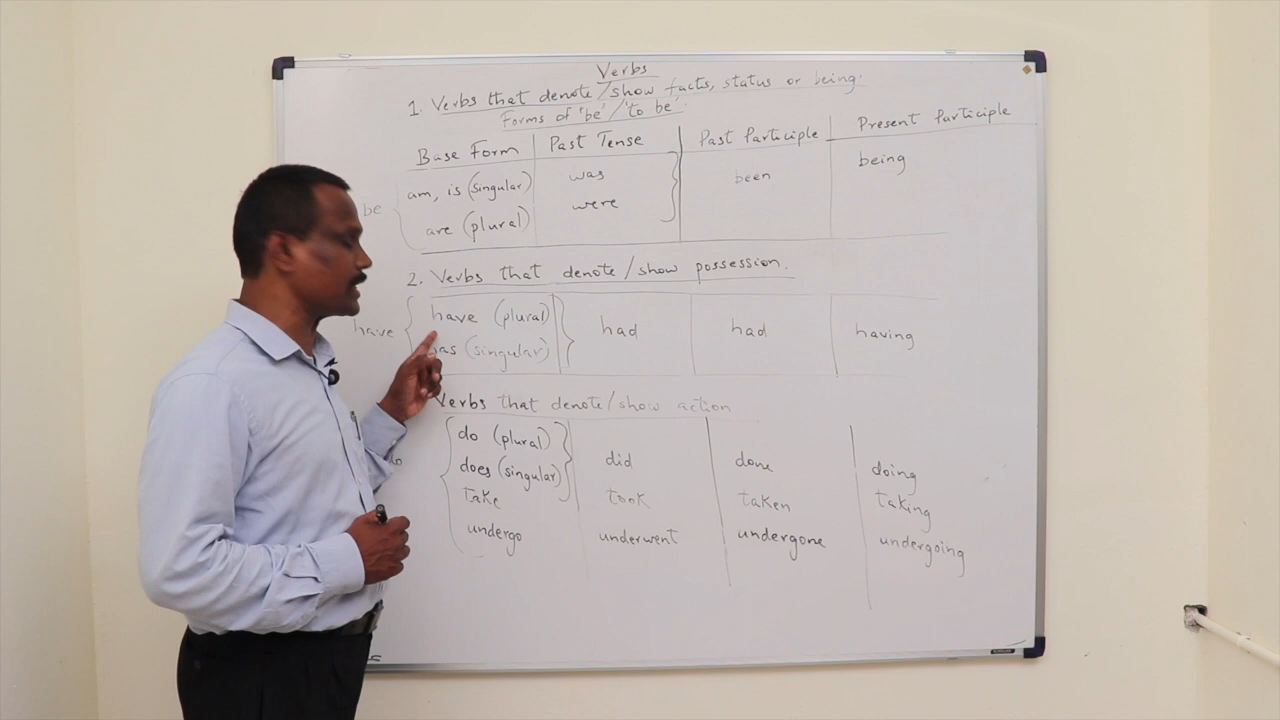 Verbs
1. Verbs that denote/show facts, status or being.
Forms of 'be'/'to be'.
Base Form Past Tense Past Participle Present Participle
be am, is (singular) was been being
are (plural) were
2. Verbs that denote/show possession.
have have (plural) had had having
has (singular)
Verbs that denote/show action
do (plural)
does (singular) did done doing
take took taken taking
undergo underwent undergone undergoing